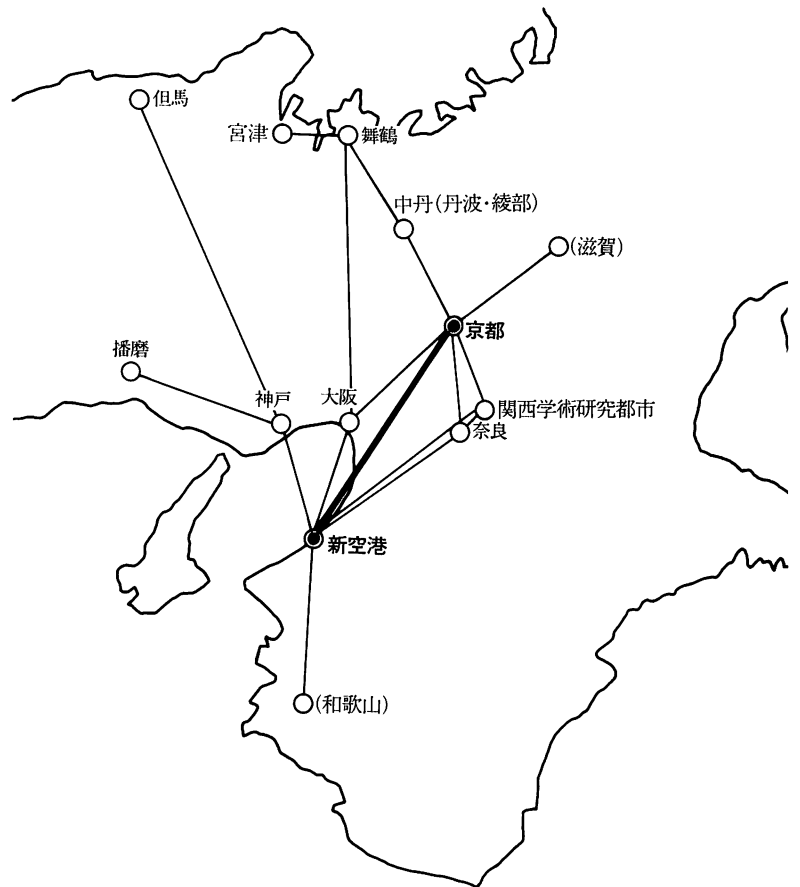 但馬
宮津
舞鶴
中丹(丹波・綾部)
(滋賀)
京都
播磨
神戸
大阪
関西学術研究都市
奈良
新空港
(和歌山)